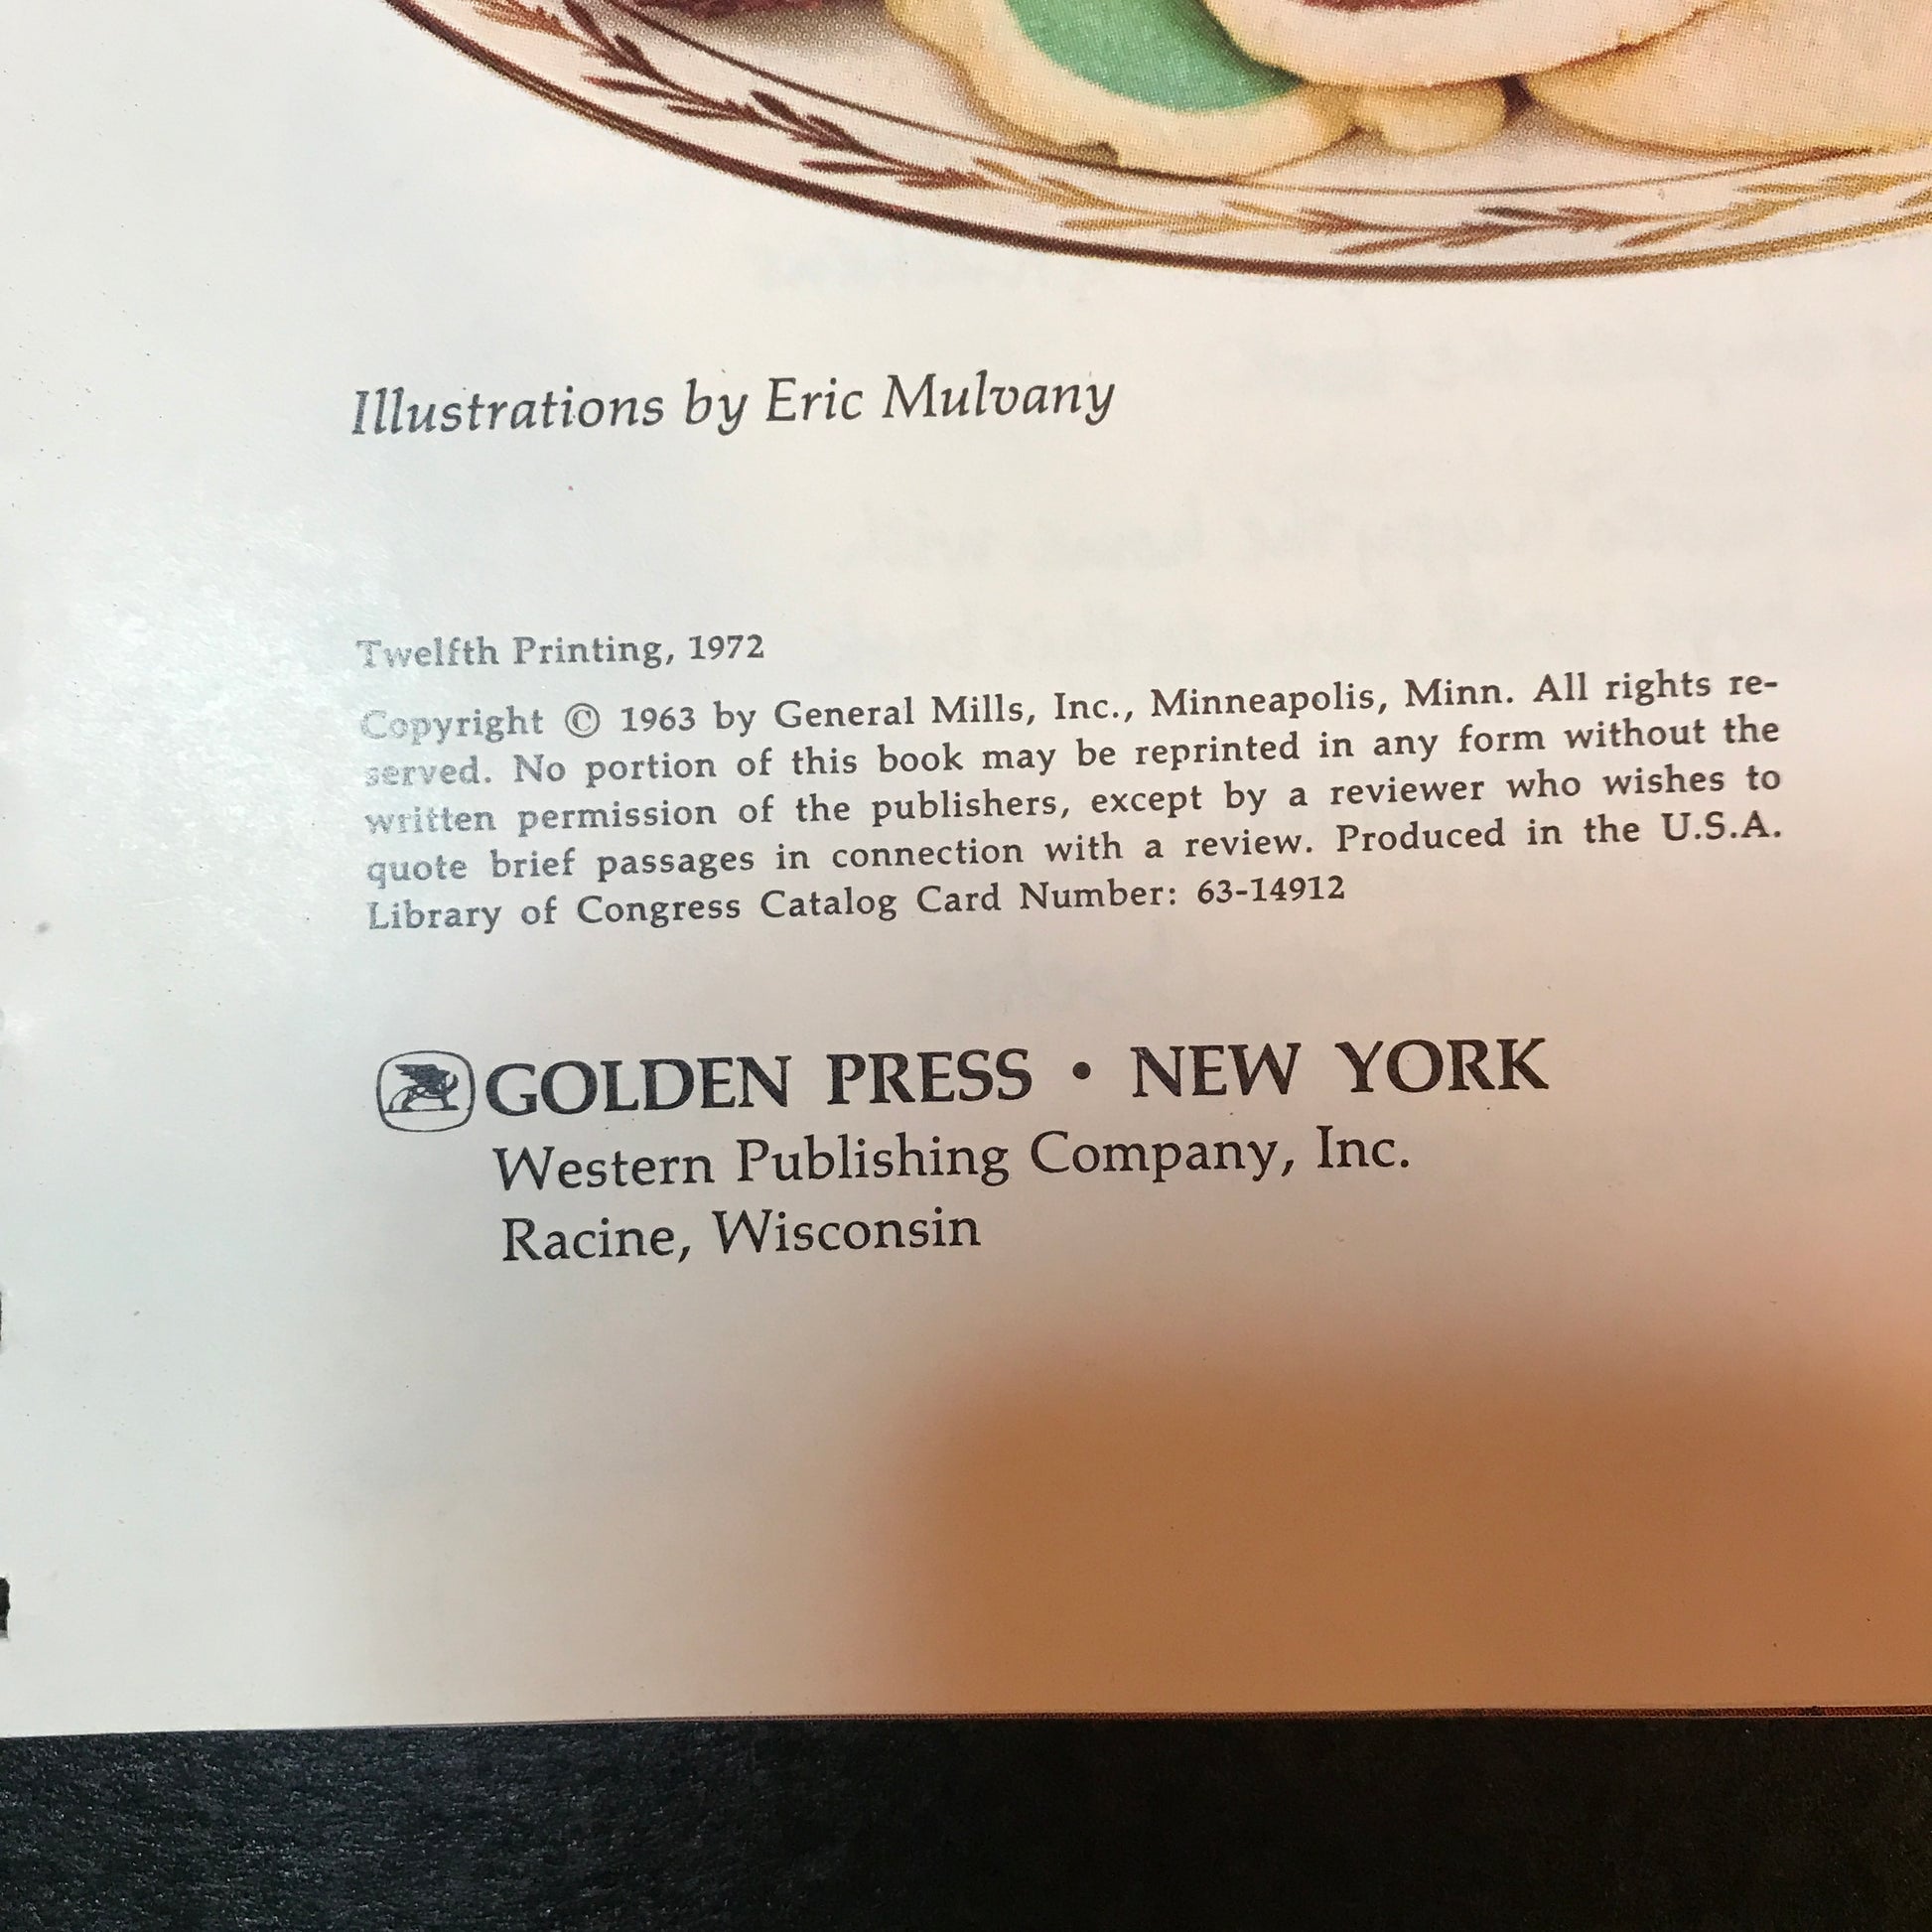 Illustrations by Eric Mulvany
Twelfth Printing, 1972
Copyright © 1963 by General Mills, Inc., Minneapolis, Minn. All rights re-
served. No portion of this book may be reprinted in any form without the
written permission of the publishers, except by a reviewer who wishes to
quote brief passages in connection with a review. Produced in the U.S.A.
Library of Congress Catalog Card Number: 63-14912
GOLDEN PRESS • NEW YORK
Western Publishing Company, Inc.
Racine, Wisconsin